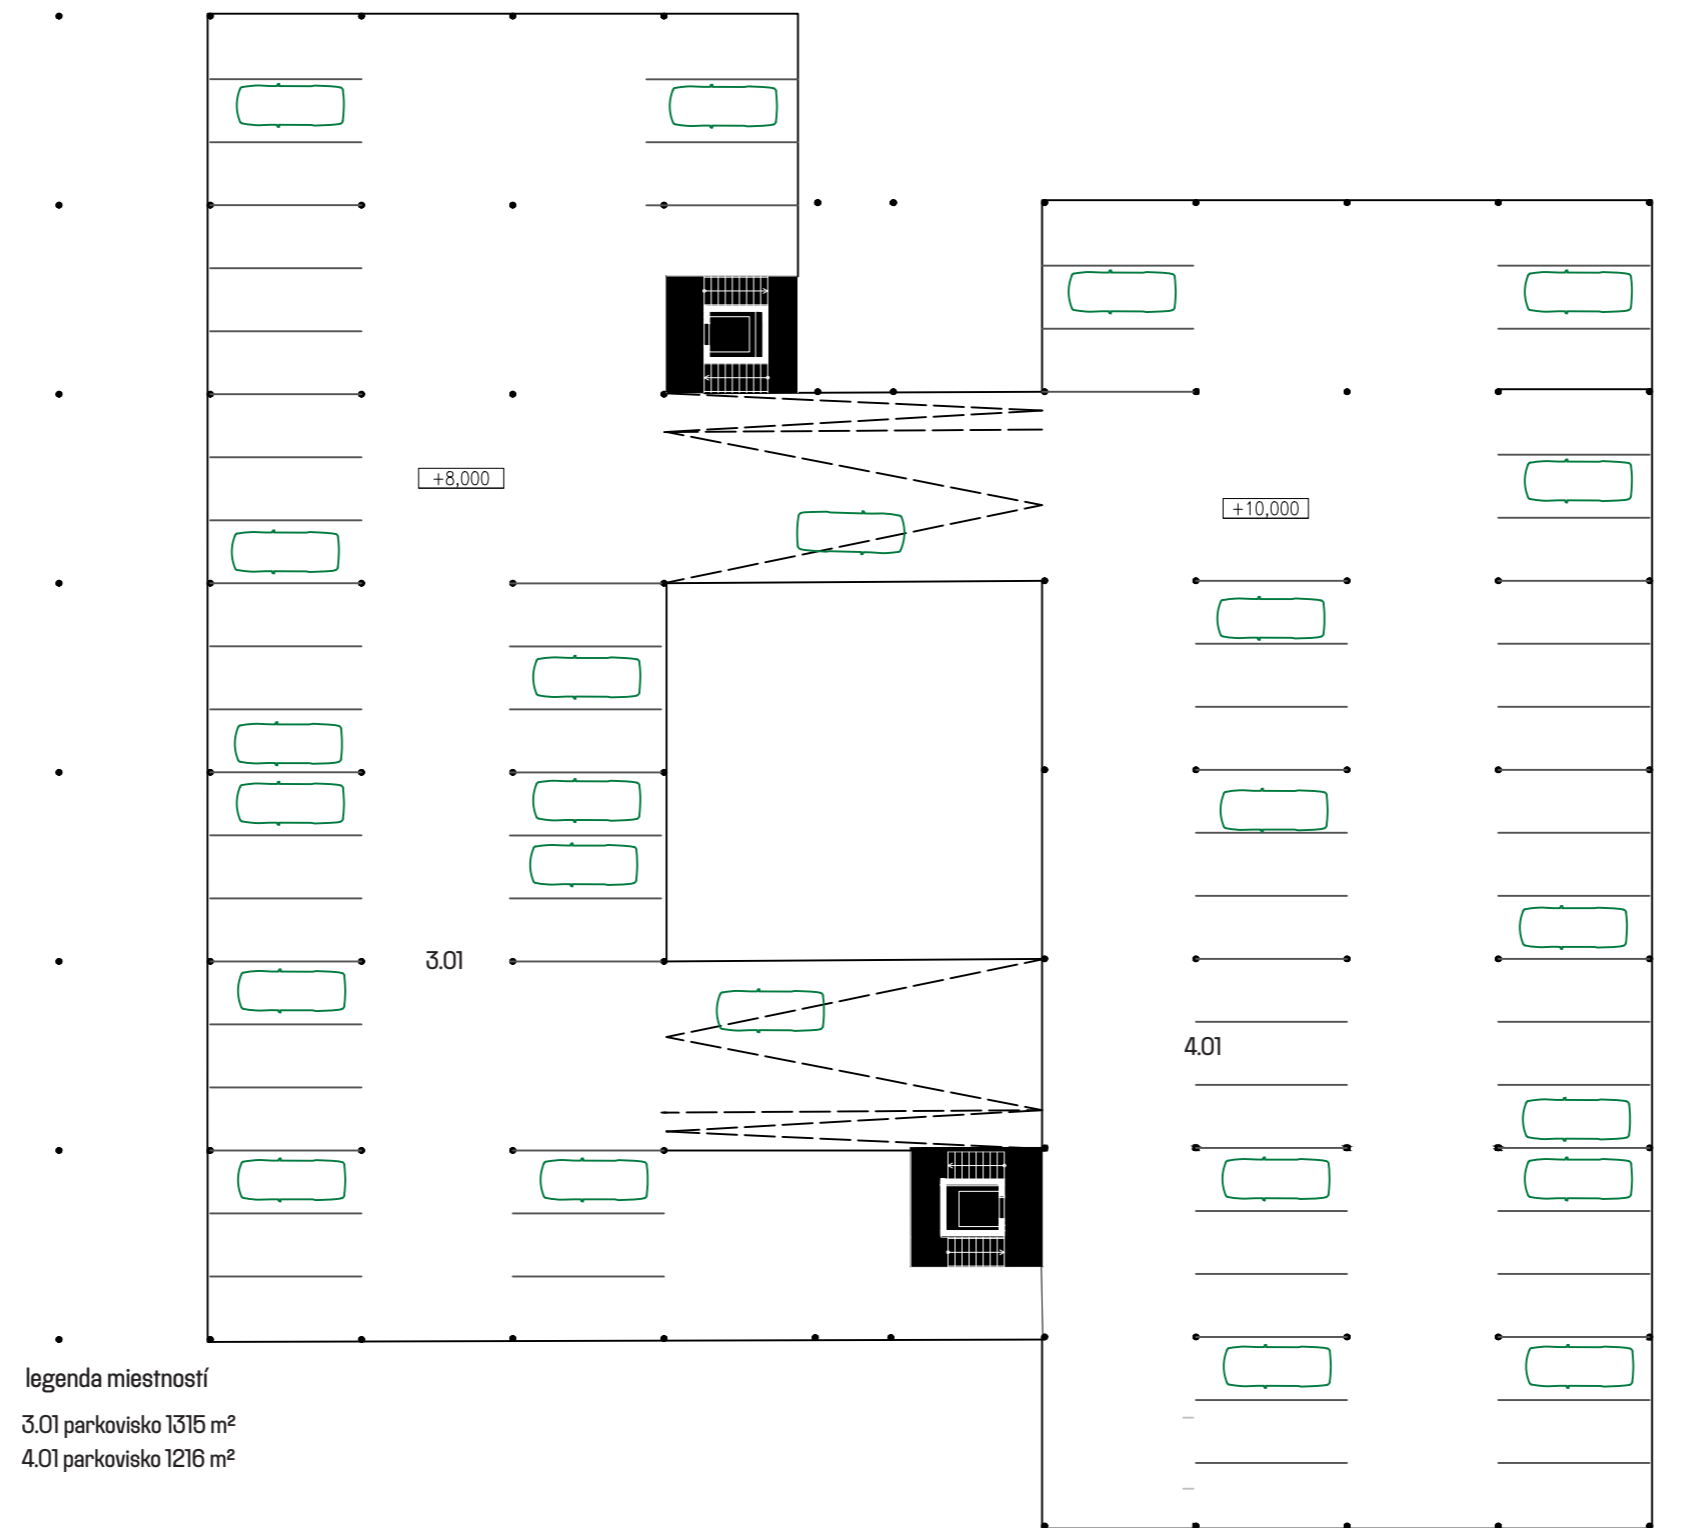 +8,000
+10,000
3.01
4.01
legenda miestností
3.01 parkovisko 1315 m²
4.01 parkovisko 1216 m²